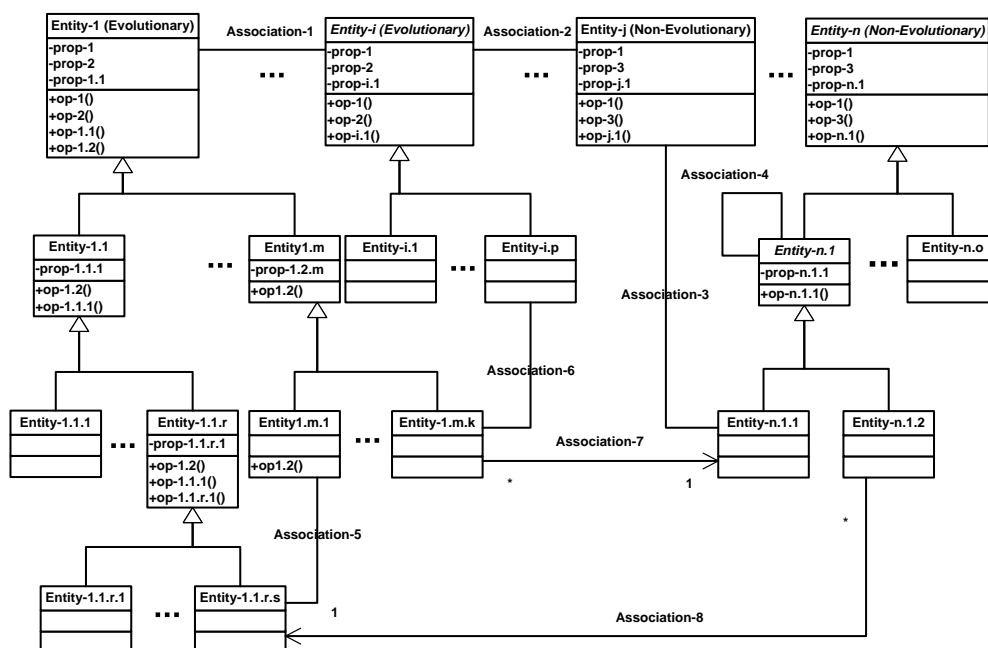 Entity-1 (Evolutionary)
-prop-1
-prop-2
-prop-1.1
+op-1()
+op-2()
+op-1.1()
+op-1.2()
Association-1
...
Entity-i (Evolutionary)
-prop-1
-prop-2
-prop-i.1
+op-1()
+op-2()
+op-i.1()
Association-2
...
Entity-j (Non-Evolutionary)
-prop-1
-prop-3
-prop-j.1
+op-1()
+op-3()
+op-j.1()
...
Entity-n (Non-Evolutionary)
-prop-1
-prop-3
-prop-n.1
+op-1()
+op-3()
+op-n.1()
Association-4
Entity-1.1
-prop-1.1.1
+op-1.2()
+op-1.1.1()
...
Entity1.m
-prop-1.2.m
+op1.2()
Entity-i.1
...
Entity-i.p
Association-3
Entity-n.1
-prop-n.1.1
+op-n.1.1()
...
Entity-n.o
Association-6
Entity-1.1.1
...
Entity-1.1.r
-prop-1.1.r.1
+op-1.2()
+op-1.1.1()
+op-1.1.r.1()
Entity1.m.1
+op1.2()
...
Entity-1.m.k
Association-7
*
1
Entity-n.1.1
Entity-n.1.2
*
Association-5
Entity-1.1.r.1
...
Entity-1.1.r.s
1
Association-8